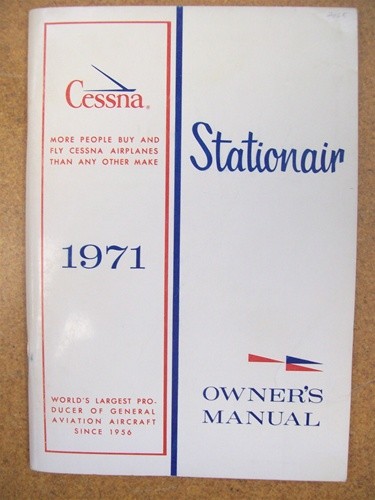 Cessna®
MORE PEOPLE BUY AND
FLY CESSNA AIRPLANES
THAN ANY OTHER MAKE
1971
WORLD'S LARGEST PRO-
DUCER OF GENERAL
AVIATION AIRCRAFT
SINCE 1956
Stationair
OWNER'S
MANUAL